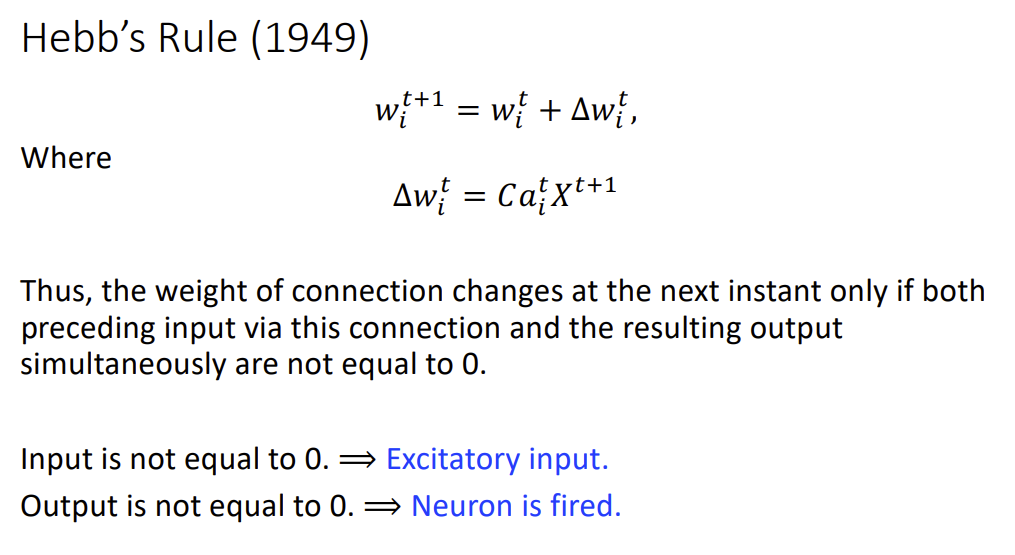 Hebb's Rule (1949)
$w_i^{t+1} = w_i^t + \Delta w_i^t,$
Where
$\Delta w_i^t = C a_i^t X^{t+1}$
Thus, the weight of connection changes at the next instant only if both
preceding input via this connection and the resulting output
simultaneously are not equal to 0.
Input is not equal to 0. ⟹ Excitatory input.
Output is not equal to 0. ⟹ Neuron is fired.